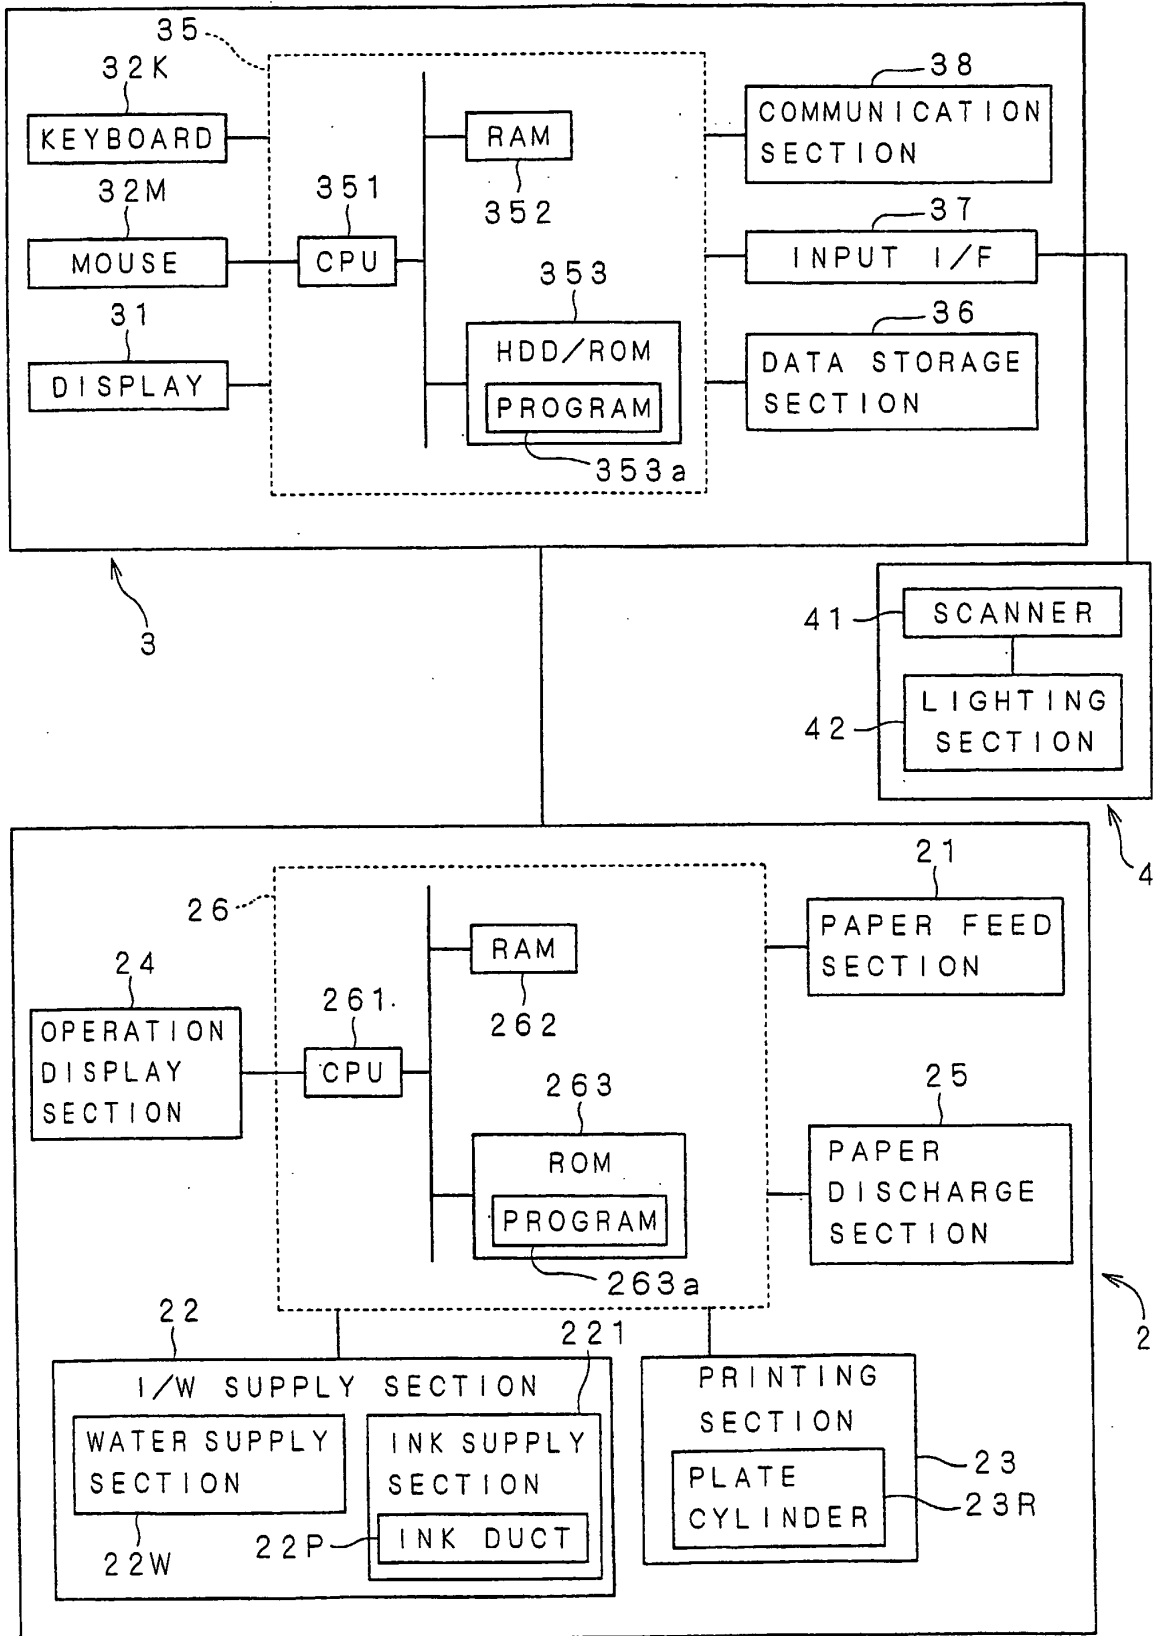 35
32K
KEYBOARD
32M
MOUSE
31
DISPLAY
351
CPU
RAM
352
353
HDD/ROM
PROGRAM
353a
38
COMMUNICATION
SECTION
37
INPUT I/F
36
DATA STORAGE
SECTION
3
41
SCANNER
42
LIGHTING
SECTION
4
26
24
OPERATION
DISPLAY
SECTION
261
CPU
RAM
262
263
ROM
PROGRAM
263a
21
PAPER FEED
SECTION
25
PAPER
DISCHARGE
SECTION
2
22
I/W SUPPLY SECTION
WATER SUPPLY
SECTION
22W
221
INK SUPPLY
SECTION
22P
INK DUCT
PRINTING
SECTION
23
PLATE
CYLINDER
23R